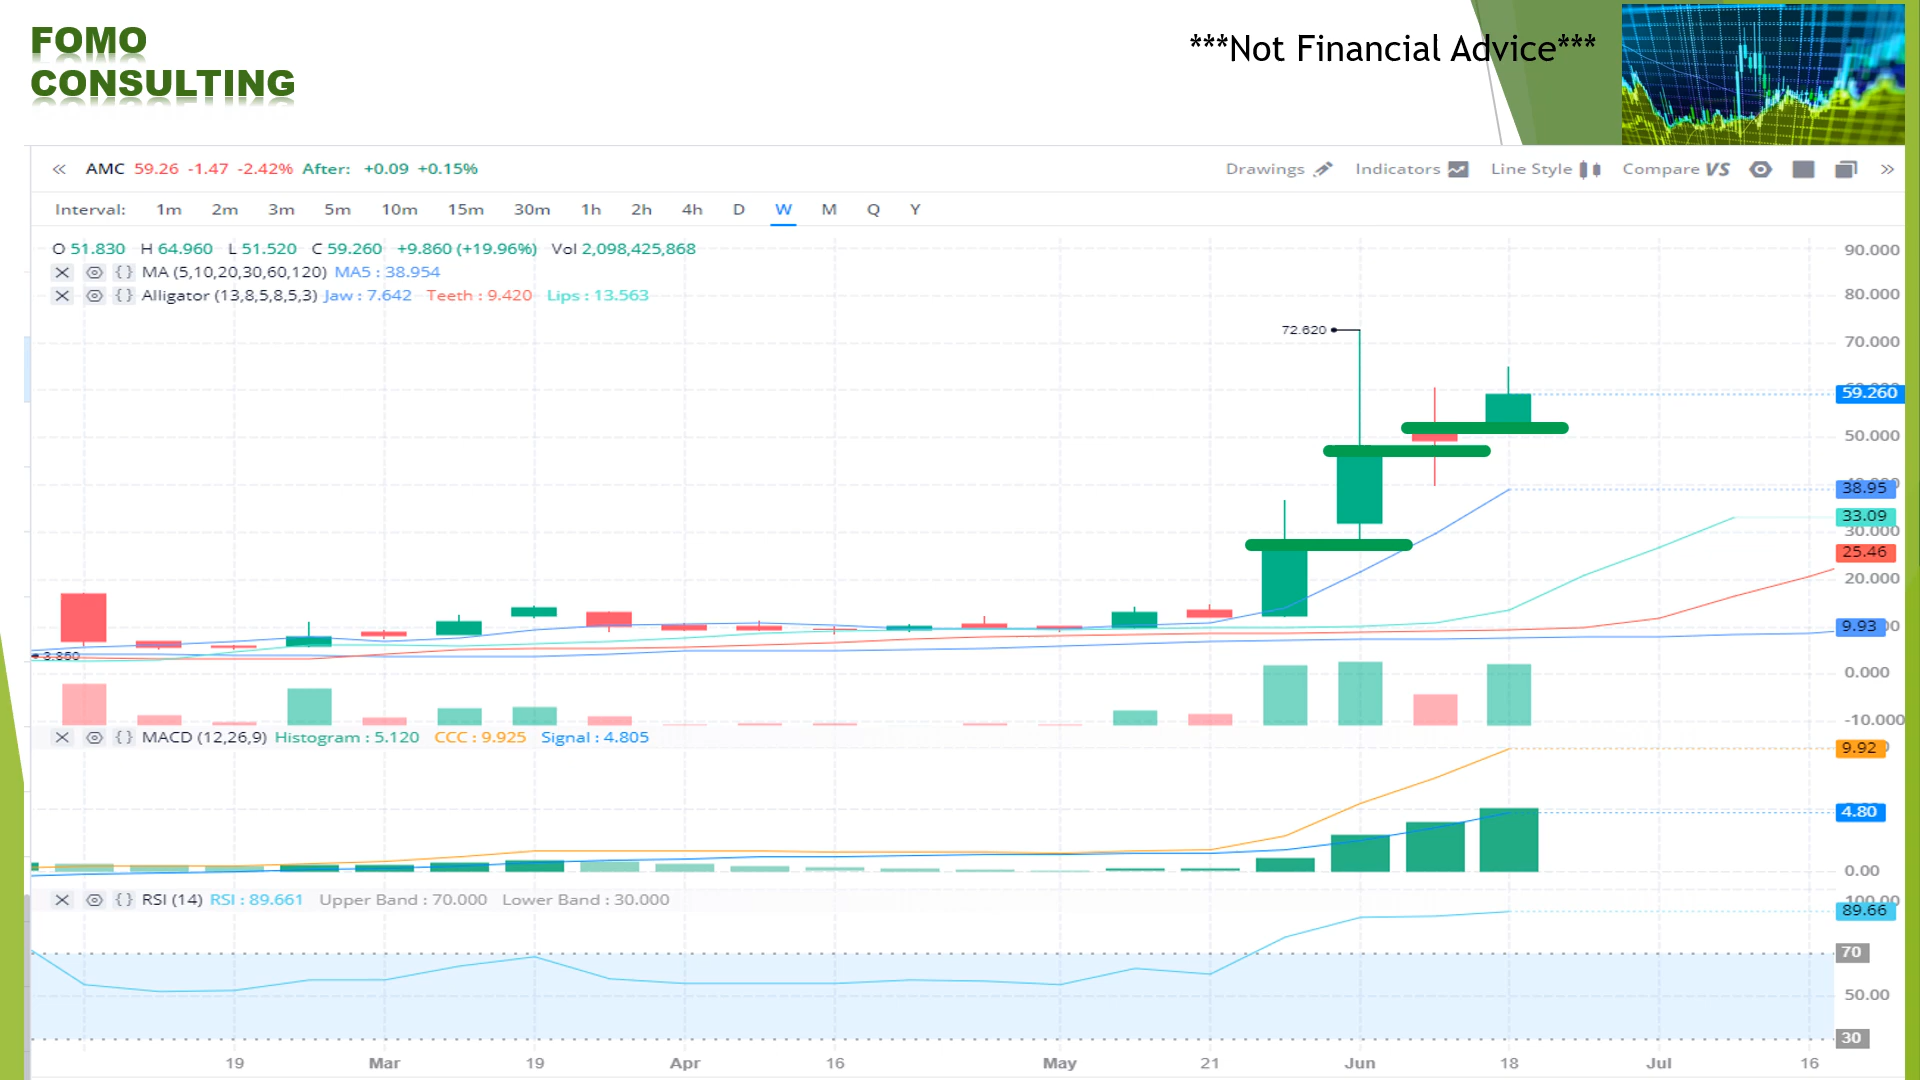 FOMO
CONSULTING
***Not Financial Advice***
AMC 59.26 -1.47 -2.42% After: +0.09 +0.15%
Drawings Indicators Line Style Compare VS
Interval: 1m 2m 3m 5m 10m 15m 30m 1h 2h 4h D W M Q Y
O 51.830 H 64.960 L 51.520 C 59.260 +9.860 (+19.96%) Vol 2,098,425,868
MA (5,10,20,30,60,120) MA5 : 38.954
Alligator (13,8,5,8,5,3) Jaw : 7.642 Teeth : 9.420 Lips : 13.563
90.000
80.000
72.620
70.000
59.260
50.000
38.95
33.09
30.000
25.46
20.000
9.93
3.860
0.000
-10.000
MACD (12,26,9) Histogram : 5.120 CCC : 9.925 Signal : 4.805
9.92
4.80
0.00
RSI (14) RSI : 89.661 Upper Band : 70.000 Lower Band : 30.000
100.00
89.66
70
50.00
30
19 Mar 19 Apr 16 May 21 Jun 18 Jul 16